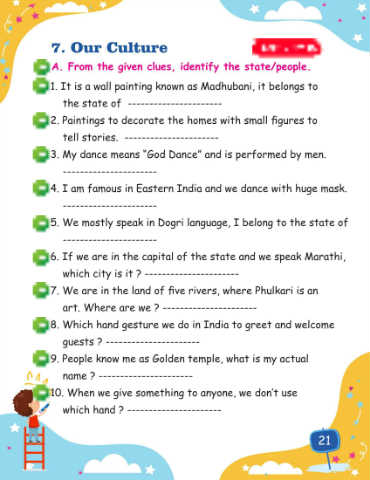 7. Our Culture
A. From the given clues, identify the state/people.
1. It is a wall painting known as Madhubani, it belongs to
the state of ----------------------
2. Paintings to decorate the homes with small figures to
tell stories. ----------------------
3. My dance means “God Dance” and is performed by men.
----------------------
4. I am famous in Eastern India and we dance with huge mask.
----------------------
5. We mostly speak in Dogri language, I belong to the state of
----------------------
6. If we are in the capital of the state and we speak Marathi,
which city is it ? ----------------------
7. We are in the land of five rivers, where Phulkari is an
art. Where are we ? ----------------------
8. Which hand gesture we do in India to greet and welcome
guests ? ----------------------
9. People know me as Golden temple, what is my actual
name ? ----------------------
10. When we give something to anyone, we don’t use
which hand ? ----------------------
21